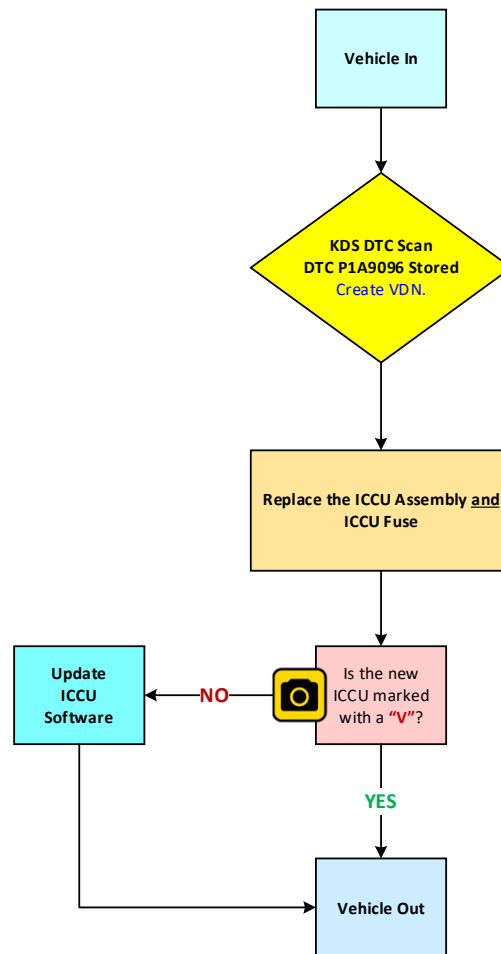 Vehicle In
KDS DTC Scan
DTC P1A9096 Stored
Create VDN.
Replace the ICCU Assembly and
ICCU Fuse
Update
ICCU
Software
NO
Is the new
ICCU marked
with a “V”?
YES
Vehicle Out